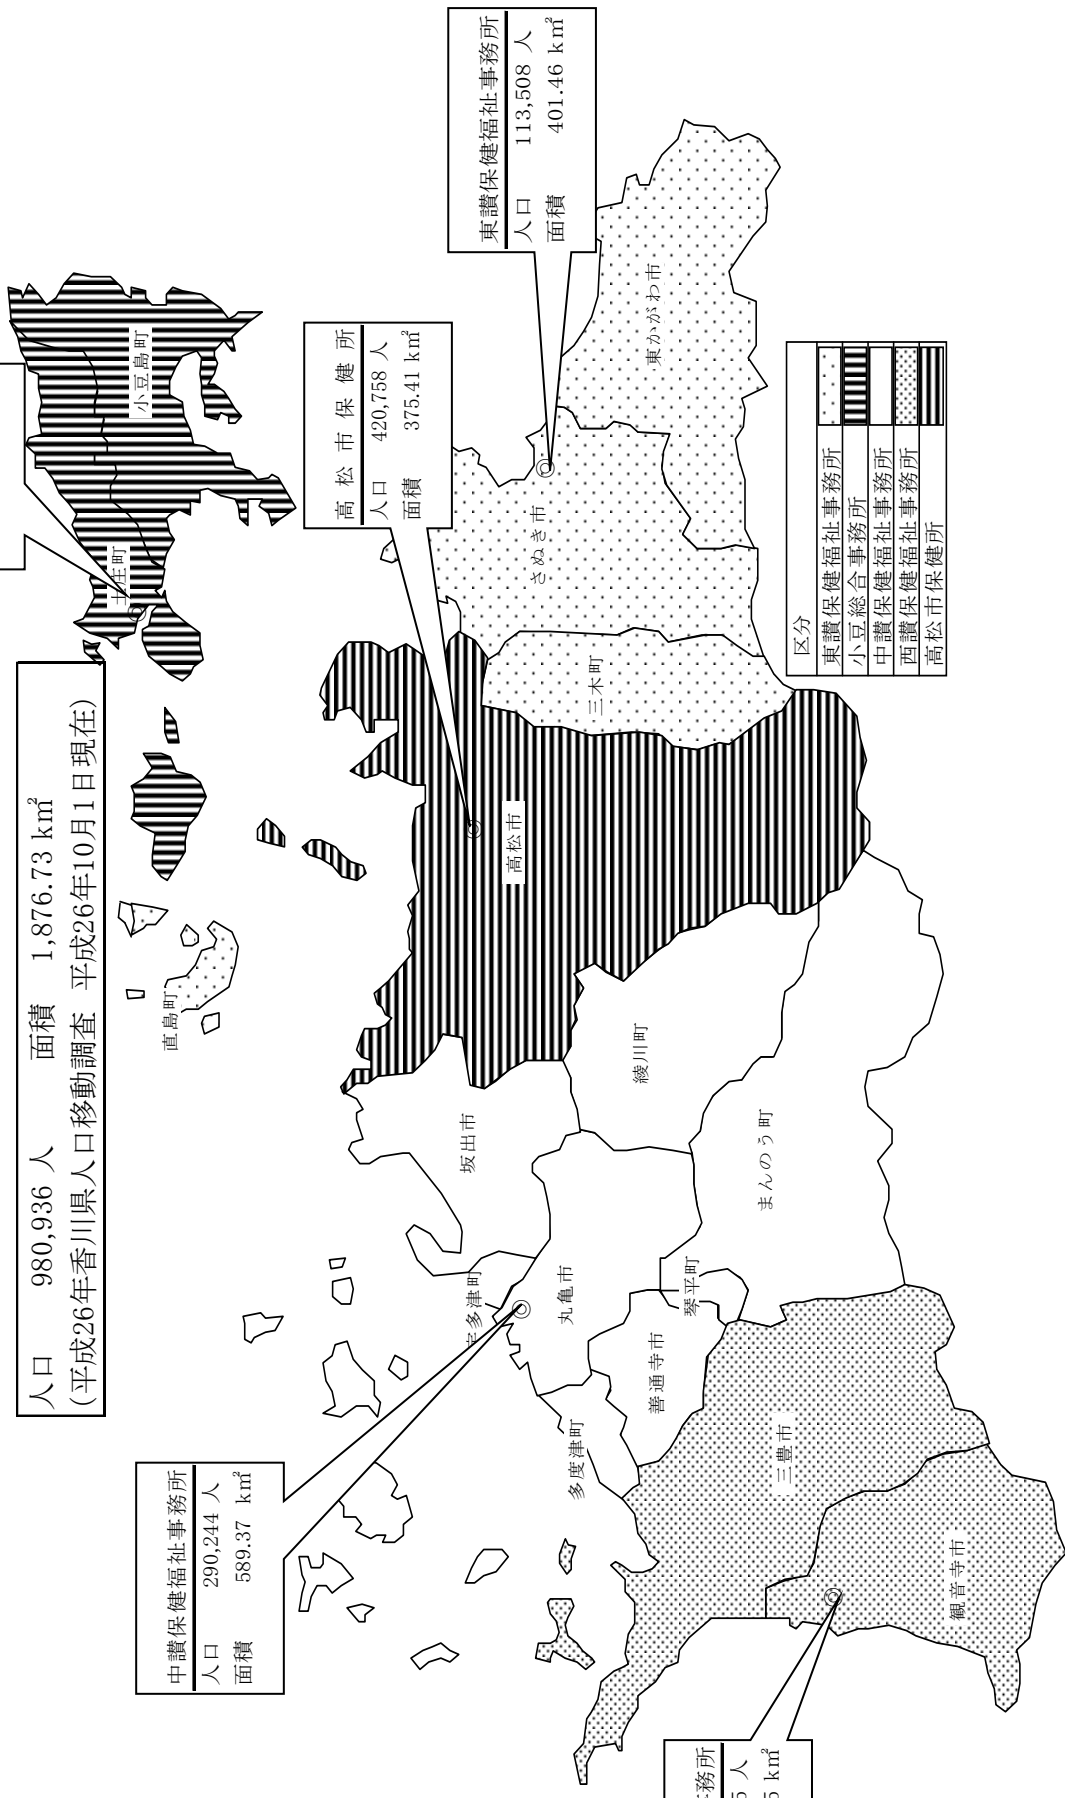 人口　980,936 人　面積　1,876.73 km²
(平成26年香川県人口移動調査　平成26年10月1日現在)
中讃保健福祉事務所
人口　290,244 人
面積　589.37 km²
高松市保健所
人口　420,758 人
面積　375.41 km²
東讃保健福祉事務所
人口　113,508 人
面積　401.46 km²
務所
5 人
5 km²
小豆島町
土庄町
直島町
高松市
さぬき市
東かがわ市
三木町
坂出市
綾川町
宇多津町
丸亀市
まんのう町
琴平町
善通寺市
多度津町
三豊市
観音寺市
区分
東讃保健福祉事務所
小豆総合事務所
中讃保健福祉事務所
西讃保健福祉事務所
高松市保健所